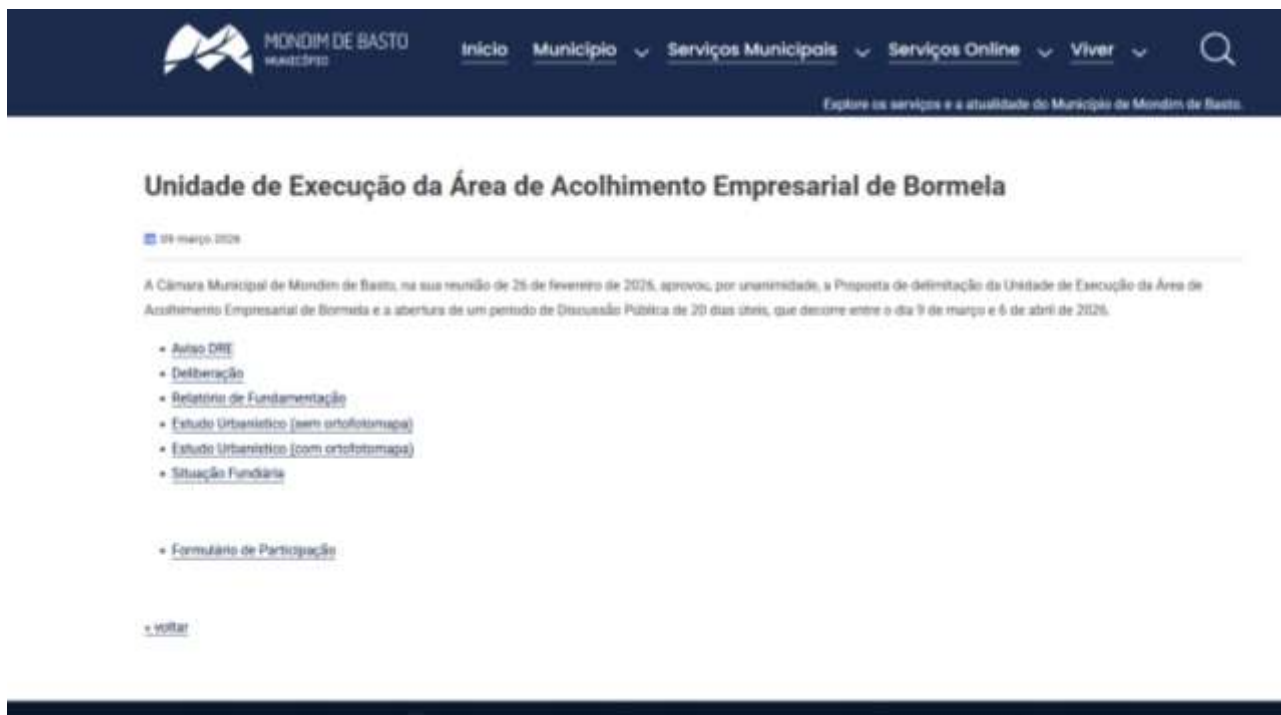 MONDIM DE BASTO
MUNICÍPIO
Início Município Serviços Municipais Serviços Online Viver
Explore os serviços e a atualidade do Município de Mondim de Basto.
Unidade de Execução da Área de Acolhimento Empresarial de Bormela
09 março 2026
A Câmara Municipal de Mondim de Basto, na sua reunião de 26 de fevereiro de 2026, aprovou, por unanimidade, a Proposta de delimitação da Unidade de Execução da Área de
Acolhimento Empresarial de Bormela e a abertura de um período de Discussão Pública de 20 dias úteis, que decorre entre o dia 9 de março e 6 de abril de 2026.
• Aviso DRE
• Deliberação
• Relatório de Fundamentação
• Estudo Urbanístico (sem ortofotomapa)
• Estudo Urbanístico (com ortofotomapa)
• Situação Fundiária
• Formulário de Participação
« voltar